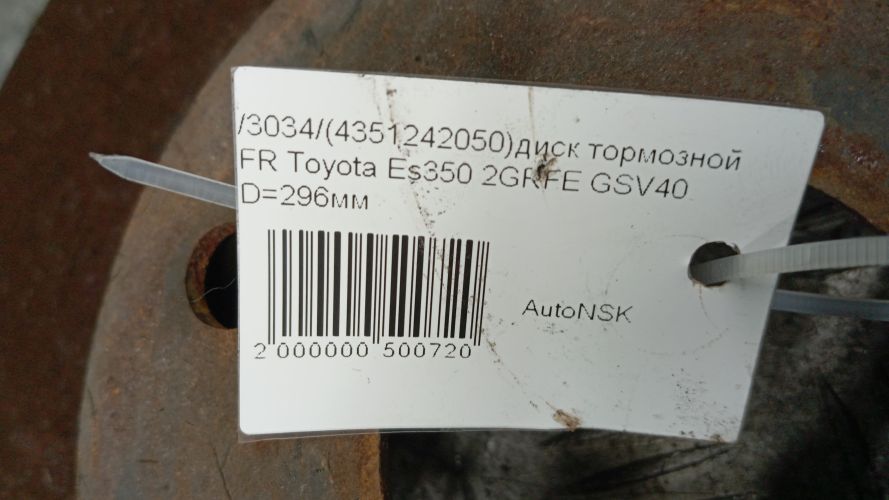 /3034/(4351242050)диск тормозной
FR Toyota Es350 2GRFE GSV40
D=296мм
AutoNSK
2 000000 500720